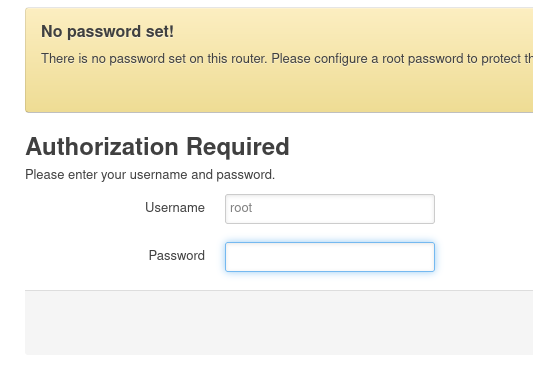 No password set!
There is no password set on this router. Please configure a root password to protect
Authorization Required
Please enter your username and password.
Username root
Password